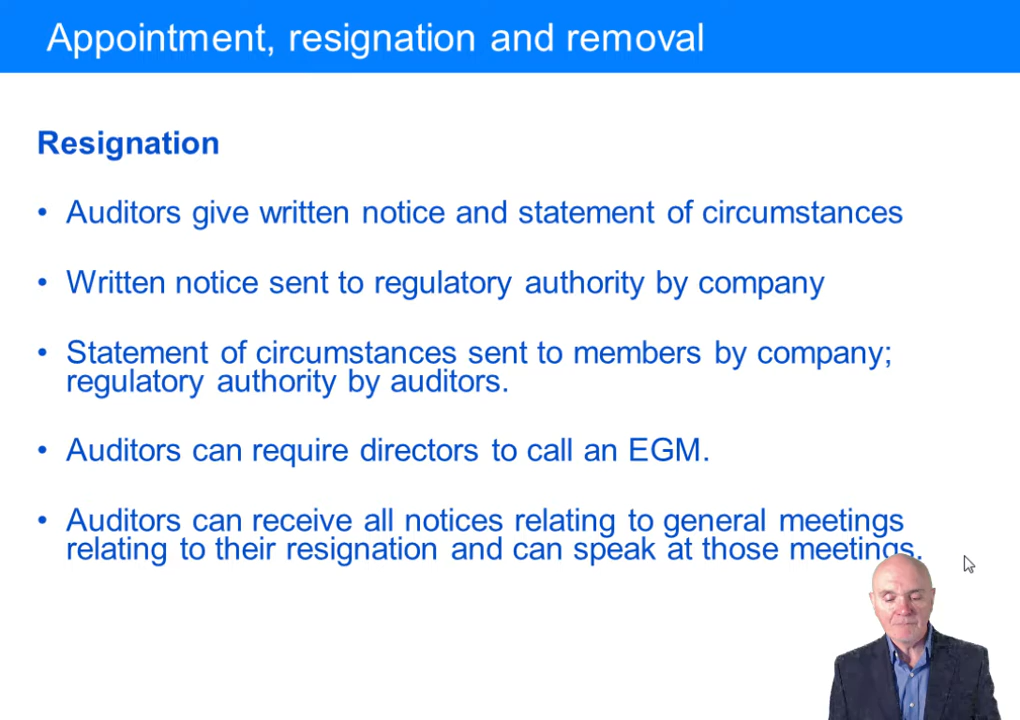 Appointment, resignation and removal
Resignation
• Auditors give written notice and statement of circumstances
• Written notice sent to regulatory authority by company
• Statement of circumstances sent to members by company;
regulatory authority by auditors.
• Auditors can require directors to call an EGM.
• Auditors can receive all notices relating to general meetings
relating to their resignation and can speak at those meetings.